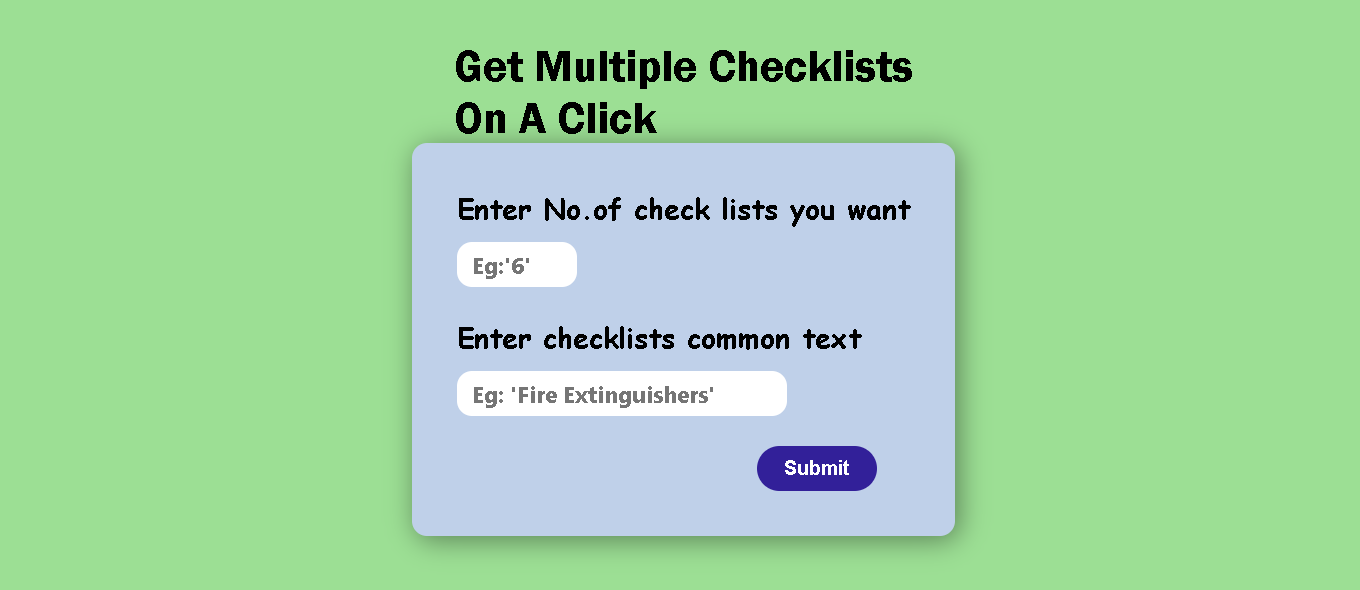 Get Multiple Checklists
On A Click
Enter No.of check lists you want
Eg:'6'
Enter checklists common text
Eg: 'Fire Extinguishers'
Submit